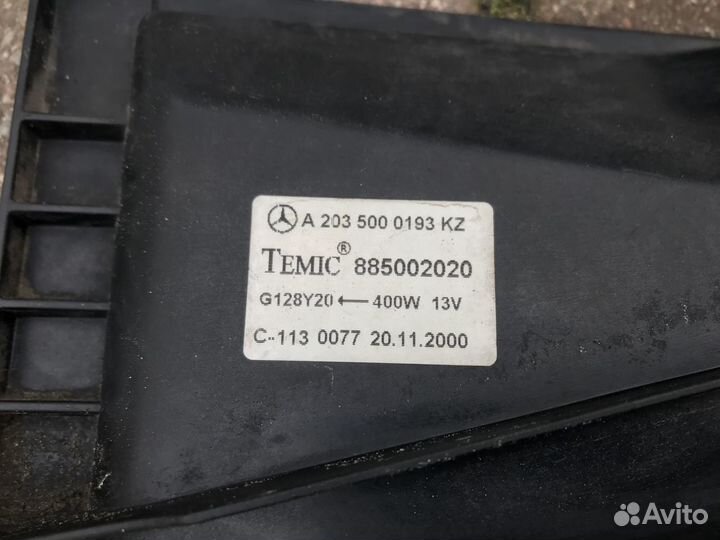 A 203 500 0193 KZ
TEMIC® 885002020
G128Y20 ← 400W 13V
C-113 0077 20.11.2000
Avito